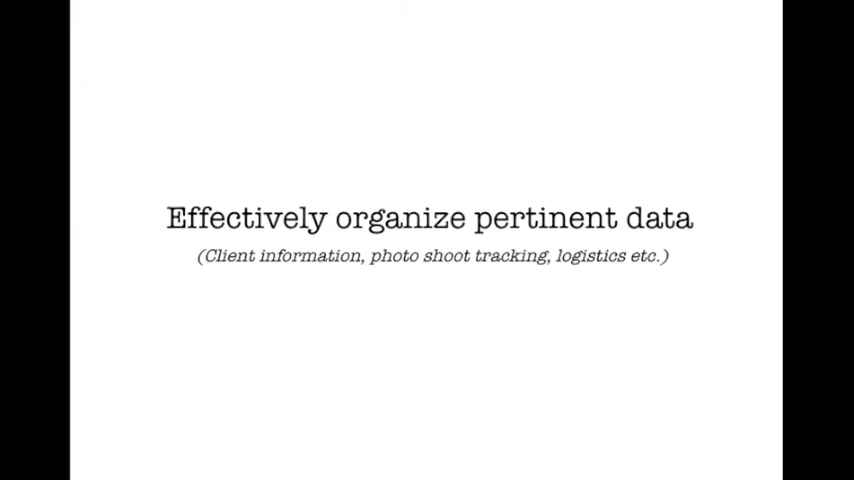 Effectively organize pertinent data
(Client information, photo shoot tracking, logistics etc.)